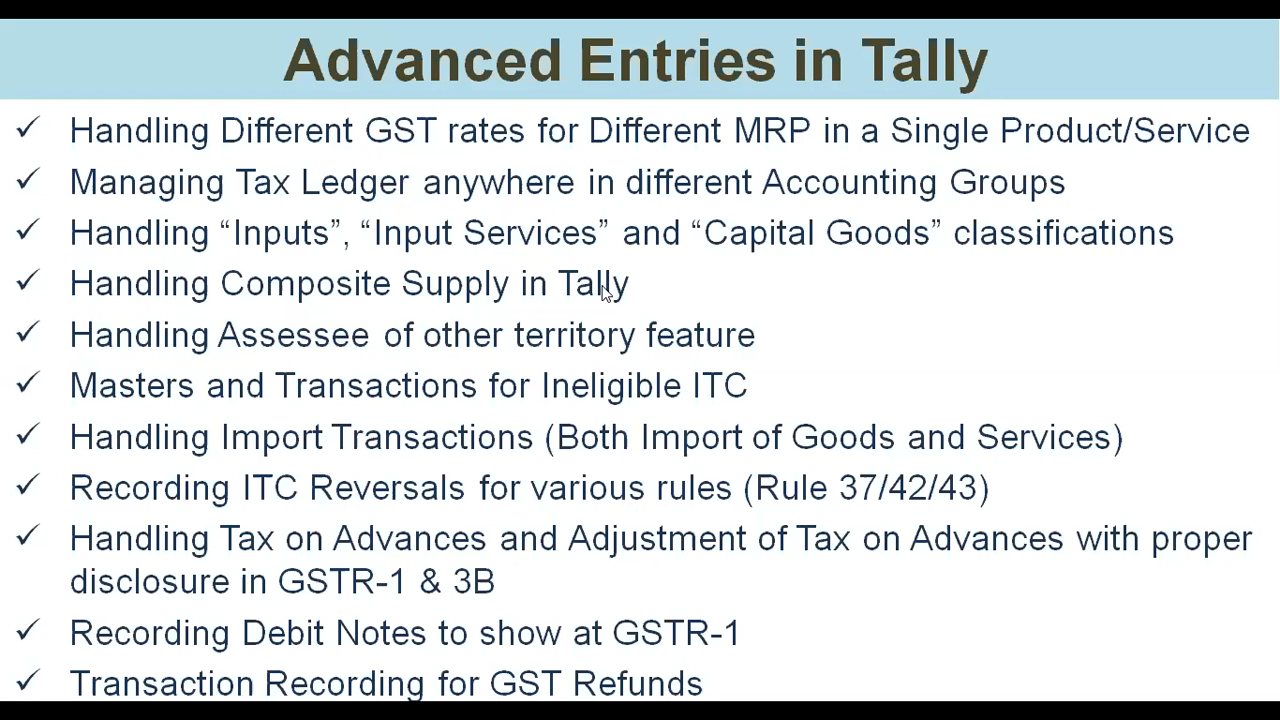 Advanced Entries in Tally
✓ Handling Different GST rates for Different MRP in a Single Product/Service
✓ Managing Tax Ledger anywhere in different Accounting Groups
✓ Handling “Inputs”, “Input Services” and “Capital Goods” classifications
✓ Handling Composite Supply in Tally
✓ Handling Assessee of other territory feature
✓ Masters and Transactions for Ineligible ITC
✓ Handling Import Transactions (Both Import of Goods and Services)
✓ Recording ITC Reversals for various rules (Rule 37/42/43)
✓ Handling Tax on Advances and Adjustment of Tax on Advances with proper
disclosure in GSTR-1 & 3B
✓ Recording Debit Notes to show at GSTR-1
✓ Transaction Recording for GST Refunds